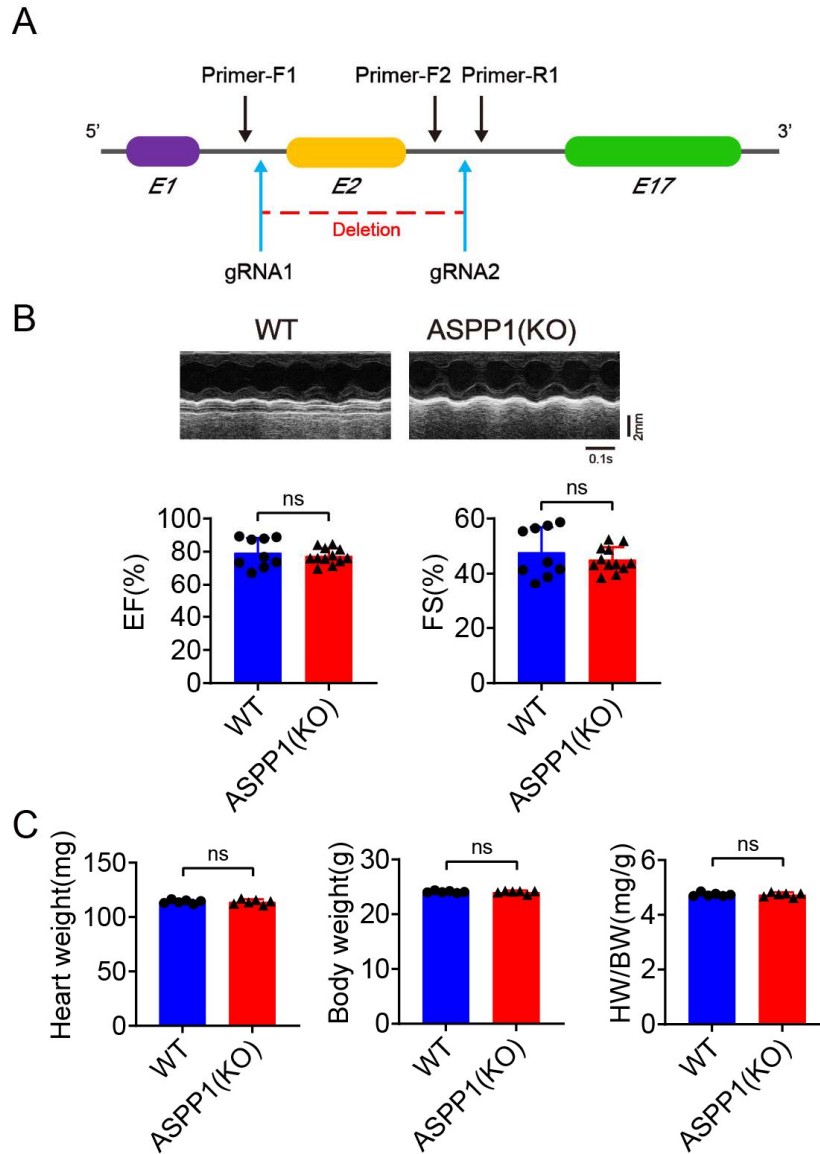 A
Primer-F1 Primer-F2 Primer-R1
5’ 3’
E1 E2 E17
Deletion
gRNA1 gRNA2
B
WT ASPP1(KO)
2mm
0.1s
ns
EF(%)
100
80
60
40
20
0
WT
ASPP1(KO)
ns
FS(%)
60
40
20
0
WT
ASPP1(KO)
C
ns
Heart weight(mg)
150
100
50
0
WT
ASPP1(KO)
ns
Body weight(g)
30
20
10
0
WT
ASPP1(KO)
ns
HW/BW(mg/g)
6
4
2
0
WT
ASPP1(KO)